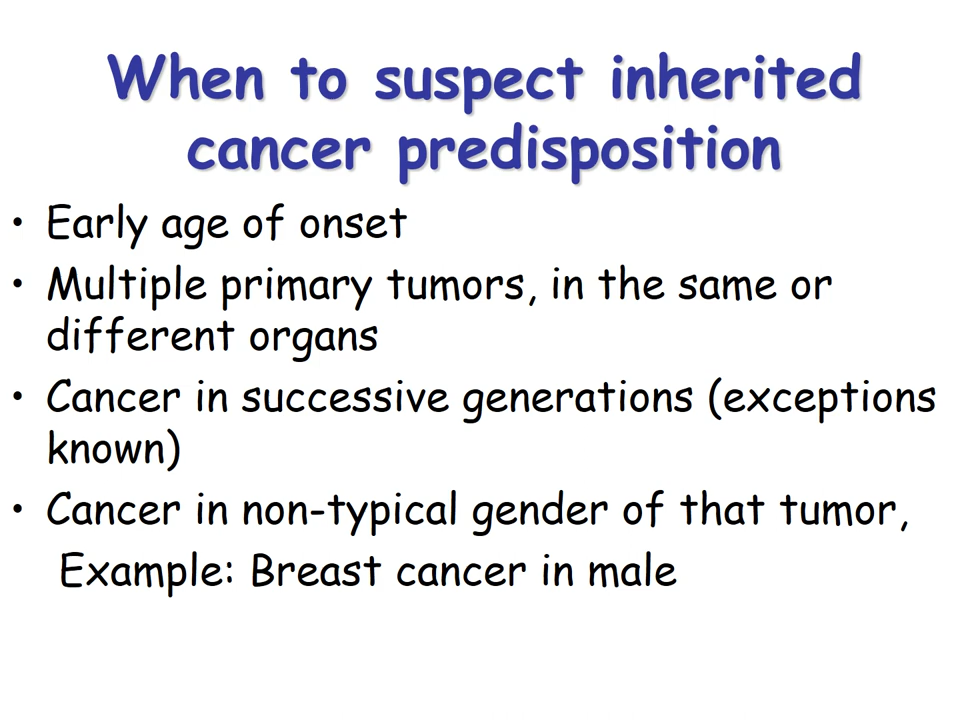 When to suspect inherited
cancer predisposition
• Early age of onset
• Multiple primary tumors, in the same or
different organs
• Cancer in successive generations (exceptions
known)
• Cancer in non-typical gender of that tumor,
Example: Breast cancer in male